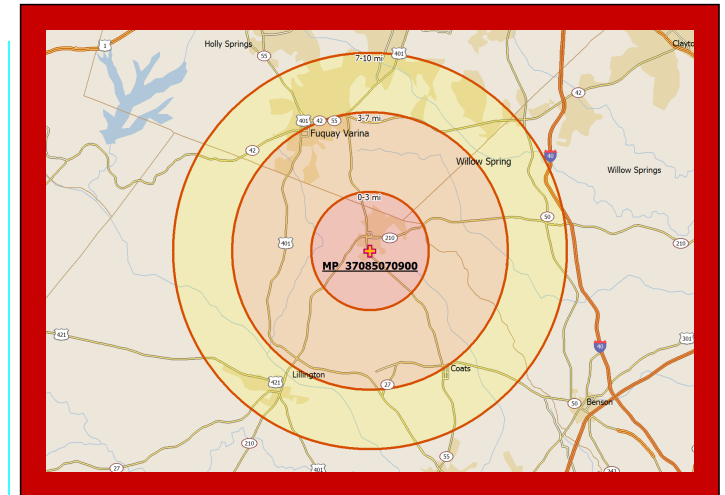 1
Holly Springs
55
401
Clayto
7-10 mi
42
401
42
55
3-7 mi
Fuquay Varina
42
40
Willow Spring
Willow Springs
0-3 mi
50
401
210
210
MP 37085070900
421
301
40
Lillington
421
27
Coats
50
Benson
210
55
27
401
242